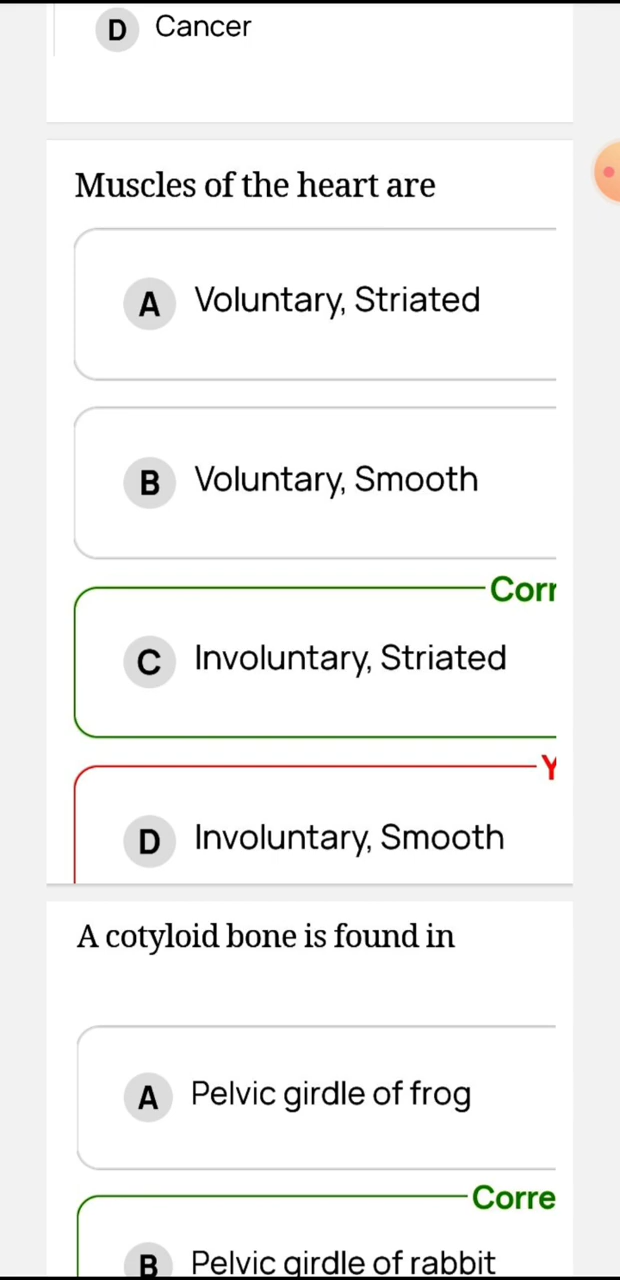 D Cancer
Muscles of the heart are
A Voluntary, Striated
B Voluntary, Smooth
Corr
C Involuntary, Striated
Y
D Involuntary, Smooth
A cotyloid bone is found in
A Pelvic girdle of frog
Corre
B Pelvic girdle of rabbit